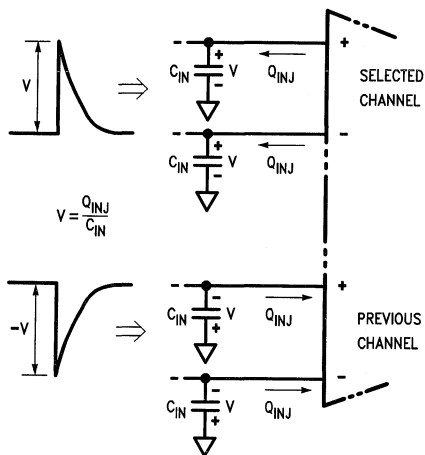 +
C_IN V Q_INJ
-
+
V
SELECTED
CHANNEL
+
C_IN V Q_INJ
-
-
V = Q_INJ / C_IN
-V
-
C_IN V Q_INJ
+
+
PREVIOUS
CHANNEL
-
C_IN V Q_INJ
+
-